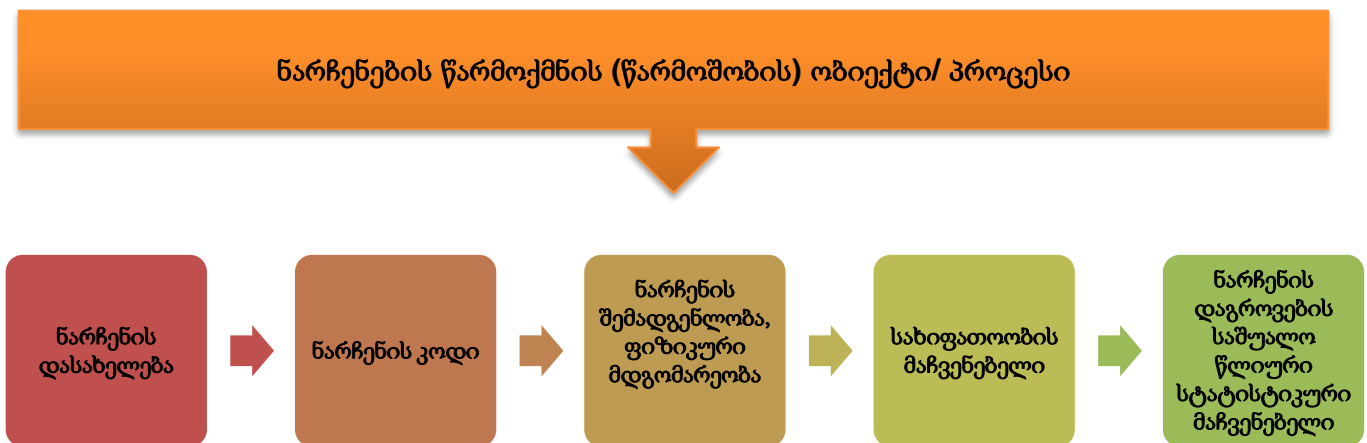 ნარჩენების წარმოქმნის (წარმოშობის) ობიექტი/ პროცესი
ნარჩენის
დასახელება
ნარჩენის კოდი
ნარჩენის
შემადგენლობა,
ფიზიკური
მდგომარეობა
სახიფათოობის
მაჩვენებელი
ნარჩენის
დაგროვების
საშუალო
წლიური
სტატისტიკური
მაჩვენებელი